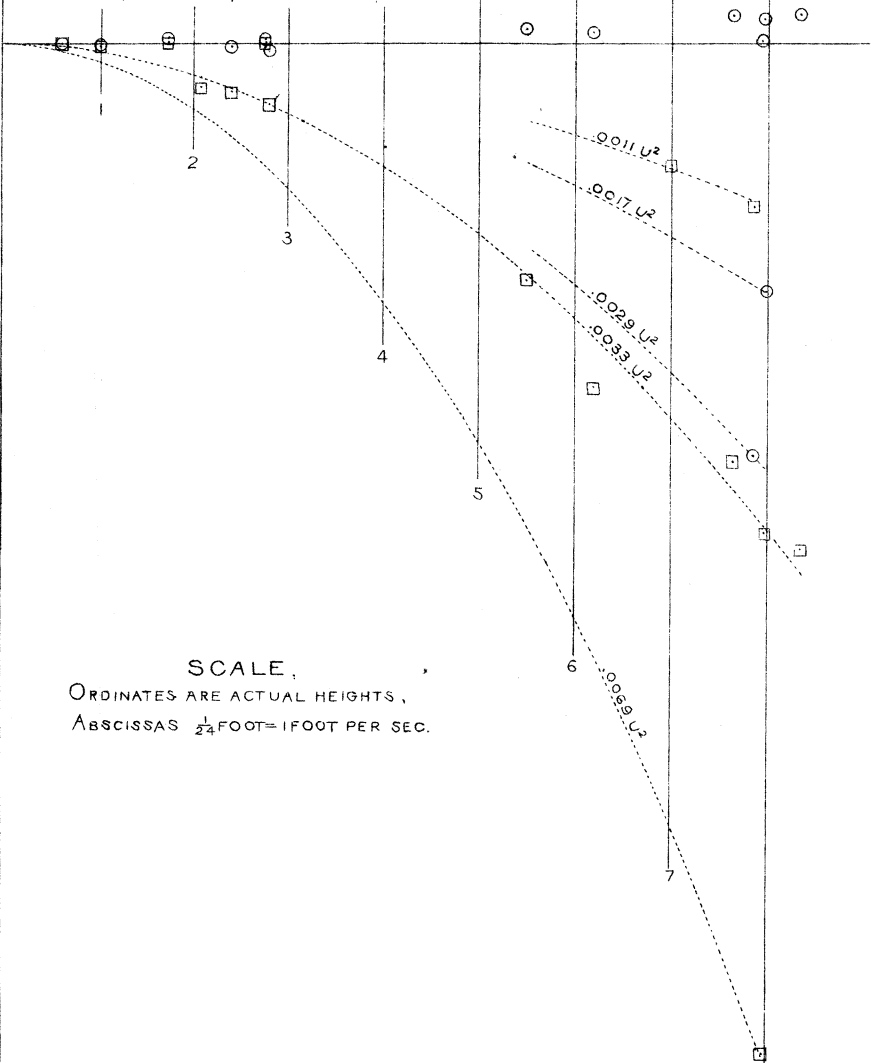 1
2
3
4
5
6
7
.0011 U²
.0017 U²
.0029 U²
.0033 U²
.0069 U²
SCALE,
ORDINATES ARE ACTUAL HEIGHTS,
ABSCISSAS 1/24 FOOT=1FOOT PER SEC.